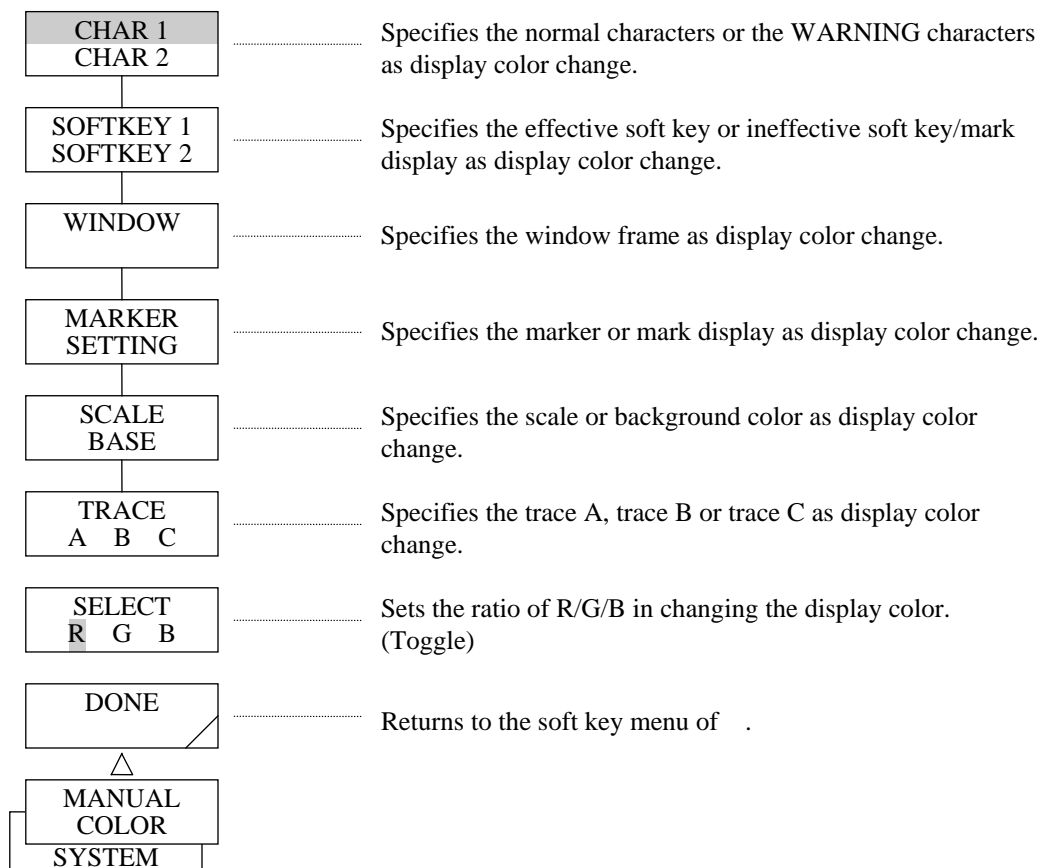 CHAR 1
CHAR 2
Specifies the normal characters or the WARNING characters
as display color change.
SOFTKEY 1
SOFTKEY 2
Specifies the effective soft key or ineffective soft key/mark
display as display color change.
WINDOW
Specifies the window frame as display color change.
MARKER
SETTING
Specifies the marker or mark display as display color change.
SCALE
BASE
Specifies the scale or background color as display color
change.
TRACE
A B C
Specifies the trace A, trace B or trace C as display color
change.
SELECT
R G B
Sets the ratio of R/G/B in changing the display color.
(Toggle)
DONE
Returns to the soft key menu of .
MANUAL
COLOR
SYSTEM